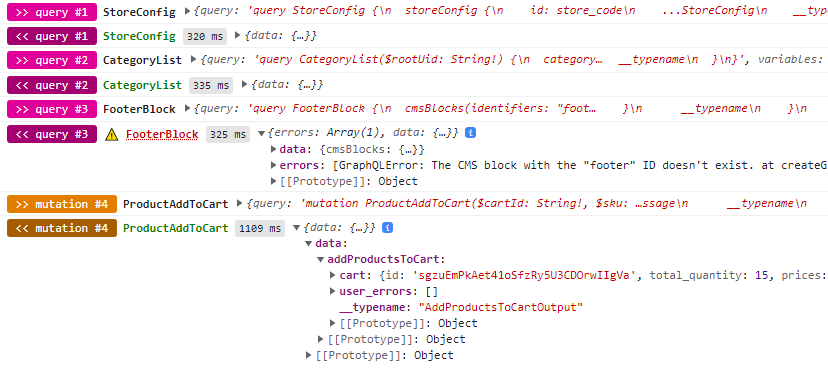 >> query #1 StoreConfig ▶{query: 'query StoreConfig {\n  storeConfig {\n    id: store_code\n    ...StoreConfig\n    __typ
<< query #1 StoreConfig 320 ms ▶{data: {…}}
>> query #2 CategoryList ▶{query: 'query CategoryList($rootUid: String!) {\n  category…  __typename\n  }\n}', variables:
<< query #2 CategoryList 335 ms ▶{data: {…}}
>> query #3 FooterBlock ▶{query: 'query FooterBlock {\n  cmsBlocks(identifiers: "foot…    }\n    __typename\n  }\n
<< query #3 FooterBlock 325 ms ▼{errors: Array(1), data: {…}} i
▶data: {cmsBlocks: {…}}
▶errors: [GraphQLError: The CMS block with the "footer" ID doesn't exist. at createG
▶[[Prototype]]: Object
>> mutation #4 ProductAddToCart ▶{query: 'mutation ProductAddToCart($cartId: String!, $sku: …ssage\n    __typename\n
<< mutation #4 ProductAddToCart 1109 ms ▼{data: {…}} i
▼data:
▼addProductsToCart:
▶cart: {id: 'sgzuEmPkAet41oSfzRy5U3CDOrwIIgVa', total_quantity: 15, prices:
▶user_errors: []
__typename: "AddProductsToCartOutput"
▶[[Prototype]]: Object
▶[[Prototype]]: Object
▶[[Prototype]]: Object